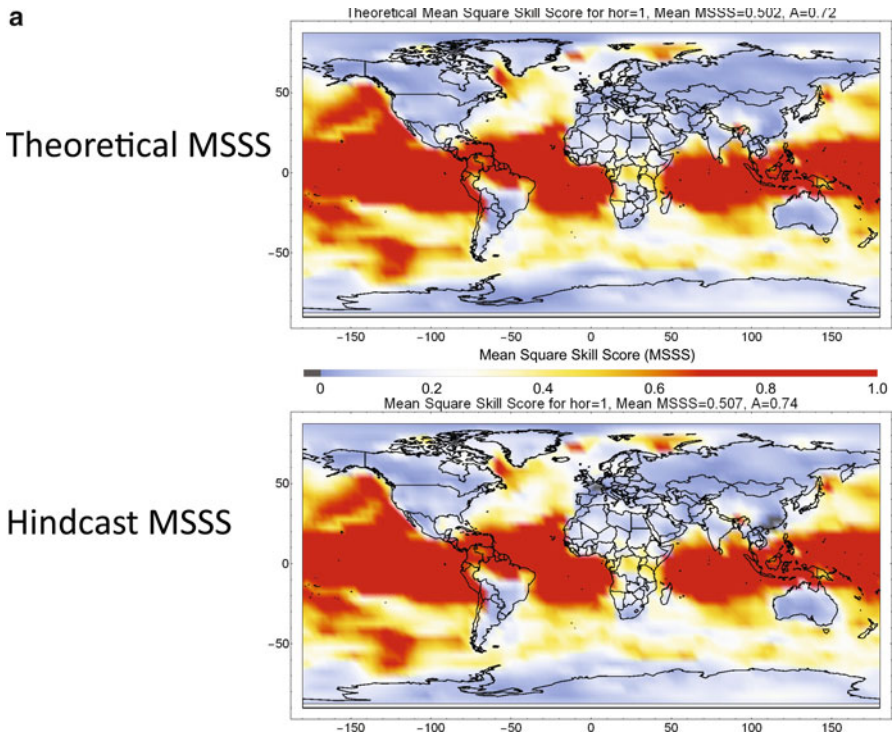 a
Theoretical Mean Square Skill Score for hor=1, Mean MSSS=0.502, A=0.72
Theoretical MSSS
50
0
−50
−150 −100 −50 0 50 100 150
Mean Square Skill Score (MSSS)
0 0.2 0.4 0.6 0.8 1.0
Mean Square Skill Score for hor=1, Mean MSSS=0.507, A=0.74
Hindcast MSSS
50
0
−50
−150 −100 −50 0 50 100 150